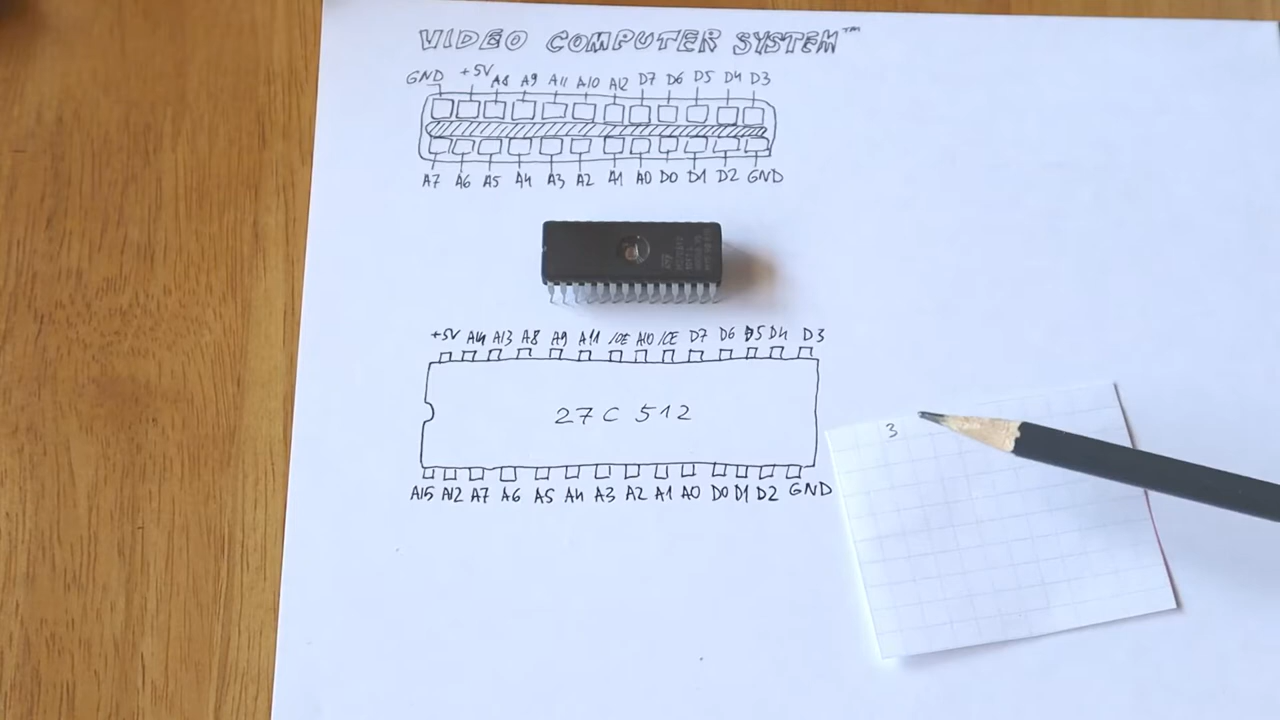 VIDEO COMPUTER SYSTEM™
GND +5V A8 A9 A11 A10 A12 D7 D6 D5 D4 D3
A7 A6 A5 A4 A3 A2 A1 A0 D0 D1 D2 GND
+5V A14 A13 A8 A9 A11 /OE A10 /CE D7 D6 D5 D4 D3
27C 512
3
A15 A12 A7 A6 A5 A4 A3 A2 A1 A0 D0 D1 D2 GND